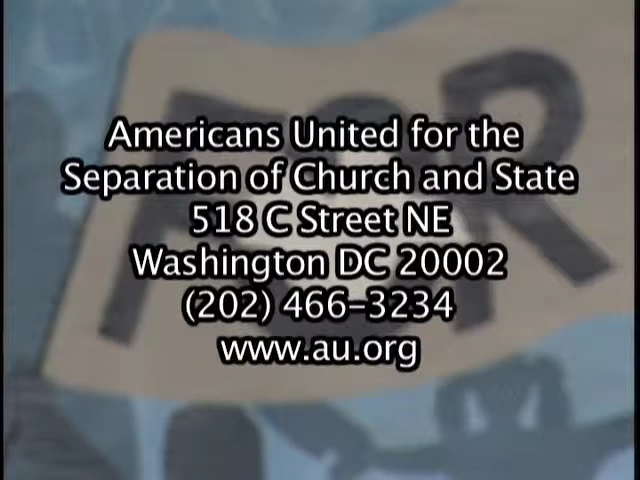 FOR
Americans United for the
Separation of Church and State
518 C Street NE
Washington DC 20002
(202) 466-3234
www.au.org